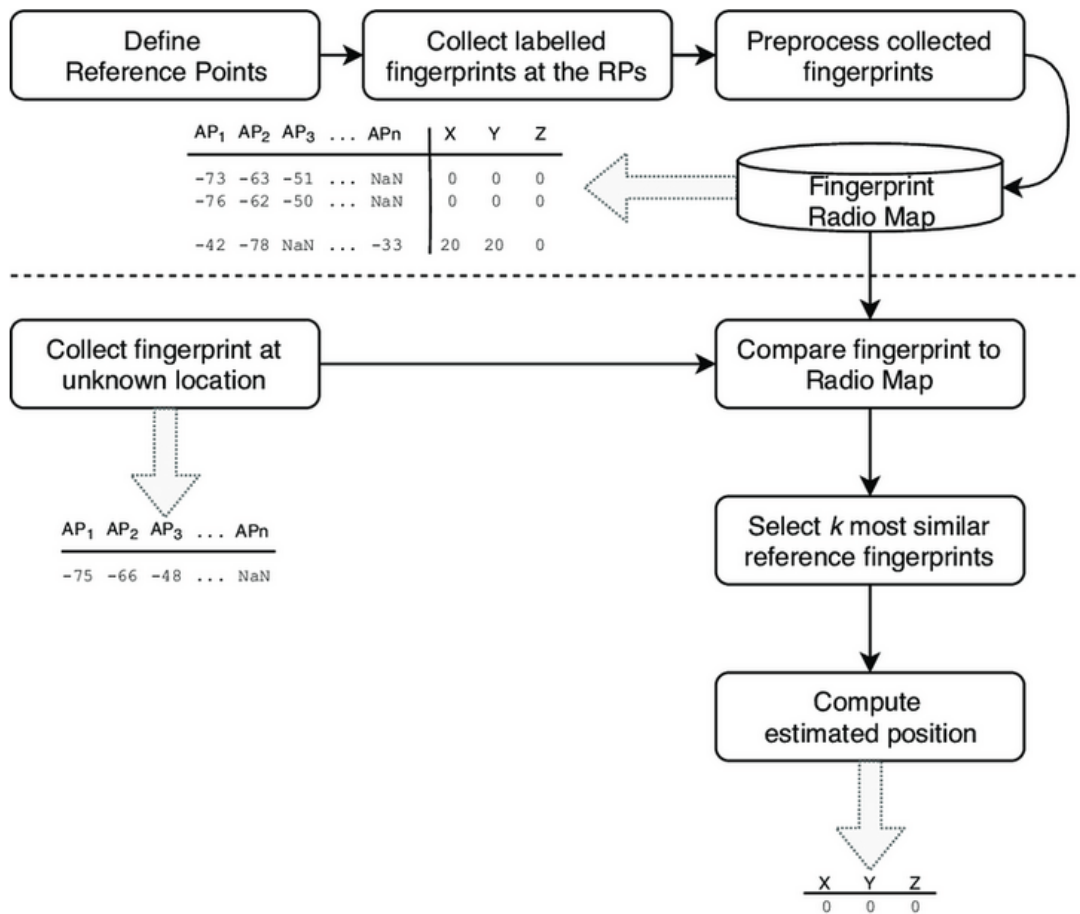 Define
Reference Points
Collect labelled
fingerprints at the RPs
Preprocess collected
fingerprints
AP₁ AP₂ AP₃ ... APn X Y Z
-73 -63 -51 ... NaN 0 0 0
-76 -62 -50 ... NaN 0 0 0
-42 -78 NaN ... -33 20 20 0
Fingerprint
Radio Map
Collect fingerprint at
unknown location
Compare fingerprint to
Radio Map
AP₁ AP₂ AP₃ ... APn
-75 -66 -48 ... NaN
Select k most similar
reference fingerprints
Compute
estimated position
X Y Z
0 0 0